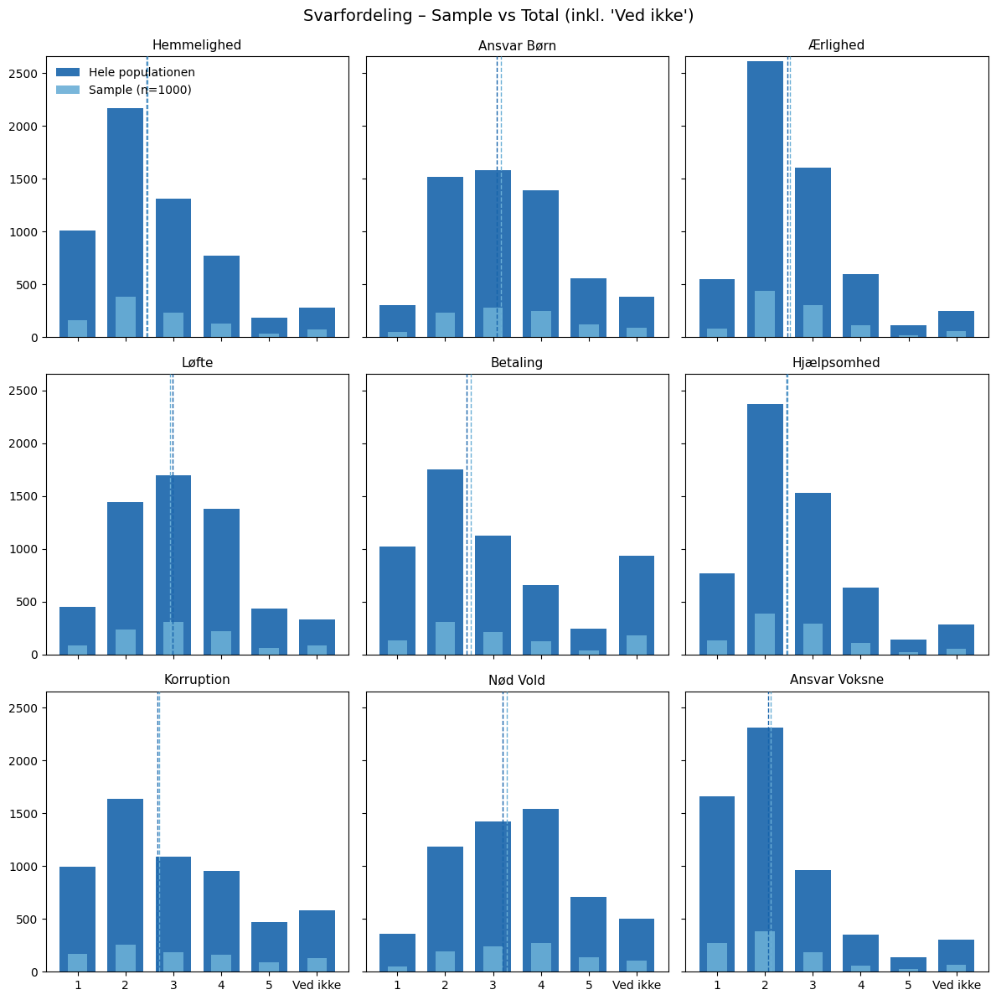 Svarfordeling – Sample vs Total (inkl. 'Ved ikke')
Hemmelighed
Ansvar Børn
Ærlighed
Hele populationen
Sample (n=1000)
2500
2000
1500
1000
500
0
Løfte
Betaling
Hjælpsomhed
2500
2000
1500
1000
500
0
Korruption
Nød Vold
Ansvar Voksne
2500
2000
1500
1000
500
0
1 2 3 4 5 Ved ikke
1 2 3 4 5 Ved ikke
1 2 3 4 5 Ved ikke